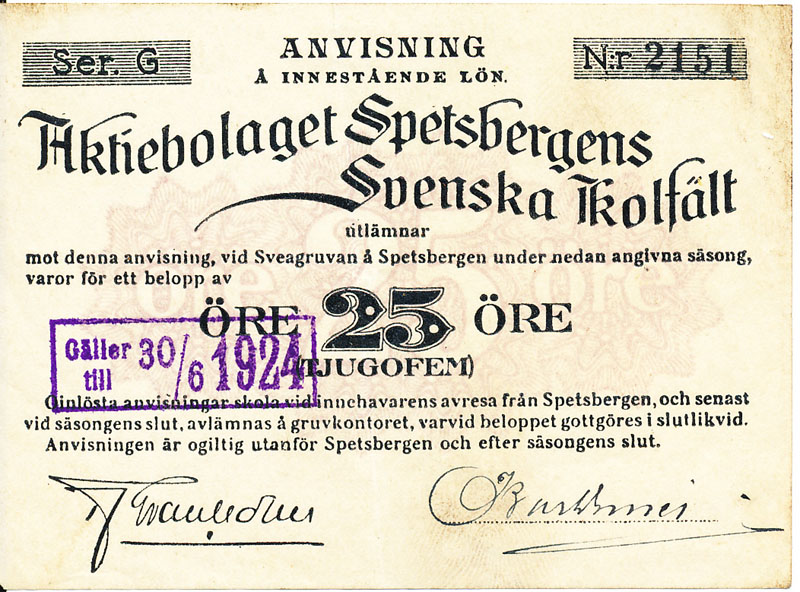 Ser. G
ANVISNING
Å INNESTÅENDE LÖN.
N:r 2151
Aktiebolaget Spetsbergens
Svenska Kolfält
utlämnar
mot denna anvisning, vid Sveagruvan å Spetsbergen under nedan angivna säsong,
varor för ett belopp av
ÖRE 25 ÖRE
(TJUGOFEM)
Gäller 30/6 1924
till
Oinlösta anvisningar skola vid innehavarens avresa från Spetsbergen, och senast
vid säsongens slut, avlämnas å gruvkontoret, varvid beloppet gottgöres i slutlikvid.
Anvisningen är ogiltig utanför Spetsbergen och efter säsongens slut.